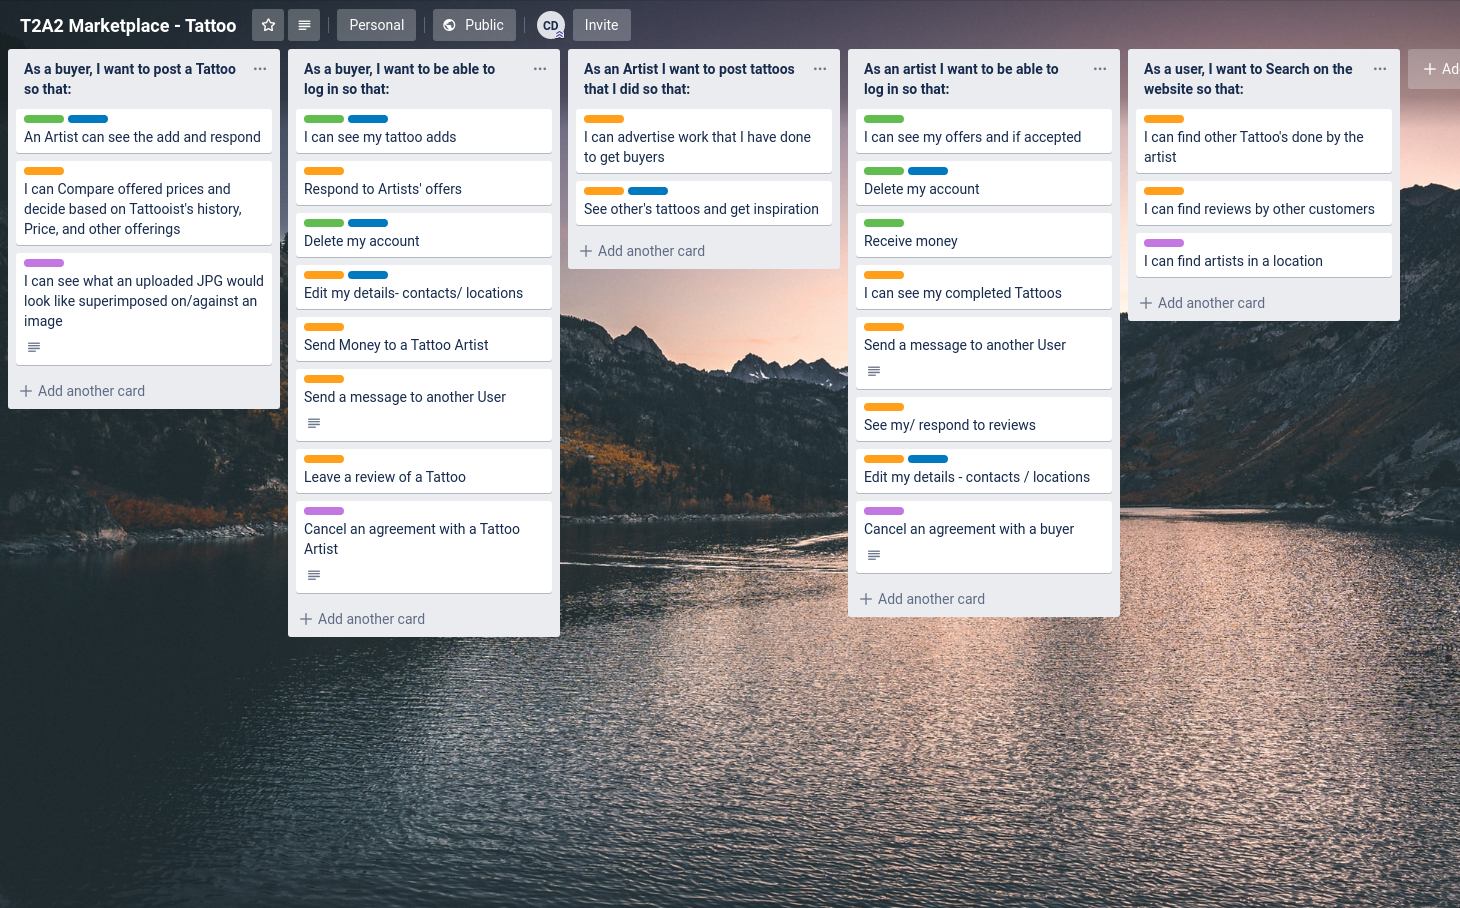 T2A2 Marketplace - Tattoo
Personal
Public
CD
Invite
As a buyer, I want to post a Tattoo
so that:
An Artist can see the add and respond
I can Compare offered prices and
decide based on Tattooist's history,
Price, and other offerings
I can see what an uploaded JPG would
look like superimposed on/against an
image
Add another card
As a buyer, I want to be able to
log in so that:
I can see my tattoo adds
Respond to Artists' offers
Delete my account
Edit my details- contacts/ locations
Send Money to a Tattoo Artist
Send a message to another User
Leave a review of a Tattoo
Cancel an agreement with a Tattoo
Artist
Add another card
As an Artist I want to post tattoos
that I did so that:
I can advertise work that I have done
to get buyers
See other's tattoos and get inspiration
Add another card
As an artist I want to be able to
log in so that:
I can see my offers and if accepted
Delete my account
Receive money
I can see my completed Tattoos
Send a message to another User
See my/ respond to reviews
Edit my details - contacts / locations
Cancel an agreement with a buyer
Add another card
As a user, I want to Search on the
website so that:
I can find other Tattoo's done by the
artist
I can find reviews by other customers
I can find artists in a location
Add another card
Ad